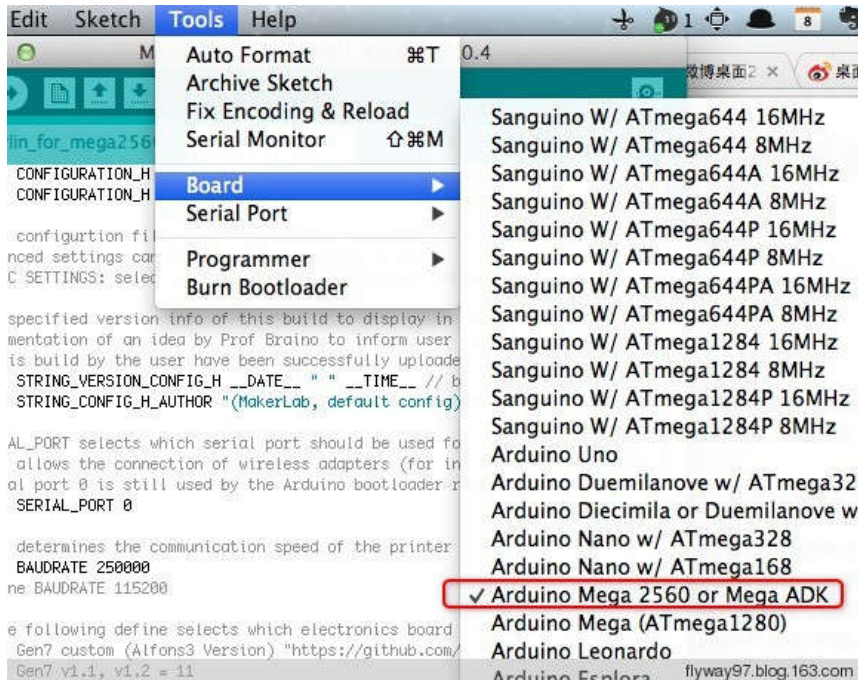 Edit Sketch Tools Help 1 8
M 0.4
微博桌面2 ×
Auto Format ⌘T
Archive Sketch
Fix Encoding & Reload
Serial Monitor ⇧⌘M
Board
Serial Port
Programmer
Burn Bootloader
lin_for_mega256
CONFIGURATION_H
CONFIGURATION_H
configurtion fil
nced settings can
C SETTINGS: selec
specified version info of this build to display in
mentation of an idea by Prof Braino to inform user
is build by the user have been successfully uploade
STRING_VERSION_CONFIG_H __DATE__ " " __TIME__ // b
STRING_CONFIG_H_AUTHOR "(MakerLab, default config)
AL_PORT selects which serial port should be used fo
allows the connection of wireless adapters (for in
al port 0 is still used by the Arduino bootloader r
SERIAL_PORT 0
determines the communication speed of the printer
BAUDRATE 250000
ne BAUDRATE 115200
e following define selects which electronics board
Gen7 custom (Alfons3 Version) "https://github.com/
Gen7 v1.1, v1.2 = 11
Sanguino W/ ATmega644 16MHz
Sanguino W/ ATmega644 8MHz
Sanguino W/ ATmega644A 16MHz
Sanguino W/ ATmega644A 8MHz
Sanguino W/ ATmega644P 16MHz
Sanguino W/ ATmega644P 8MHz
Sanguino W/ ATmega644PA 16MHz
Sanguino W/ ATmega644PA 8MHz
Sanguino W/ ATmega1284 16MHz
Sanguino W/ ATmega1284 8MHz
Sanguino W/ ATmega1284P 16MHz
Sanguino W/ ATmega1284P 8MHz
Arduino Uno
Arduino Duemilanove w/ ATmega32
Arduino Diecimila or Duemilanove w
Arduino Nano w/ ATmega328
Arduino Nano w/ ATmega168
✓ Arduino Mega 2560 or Mega ADK
Arduino Mega (ATmega1280)
Arduino Leonardo
Arduino Esplora
flyway97.blog.163.com